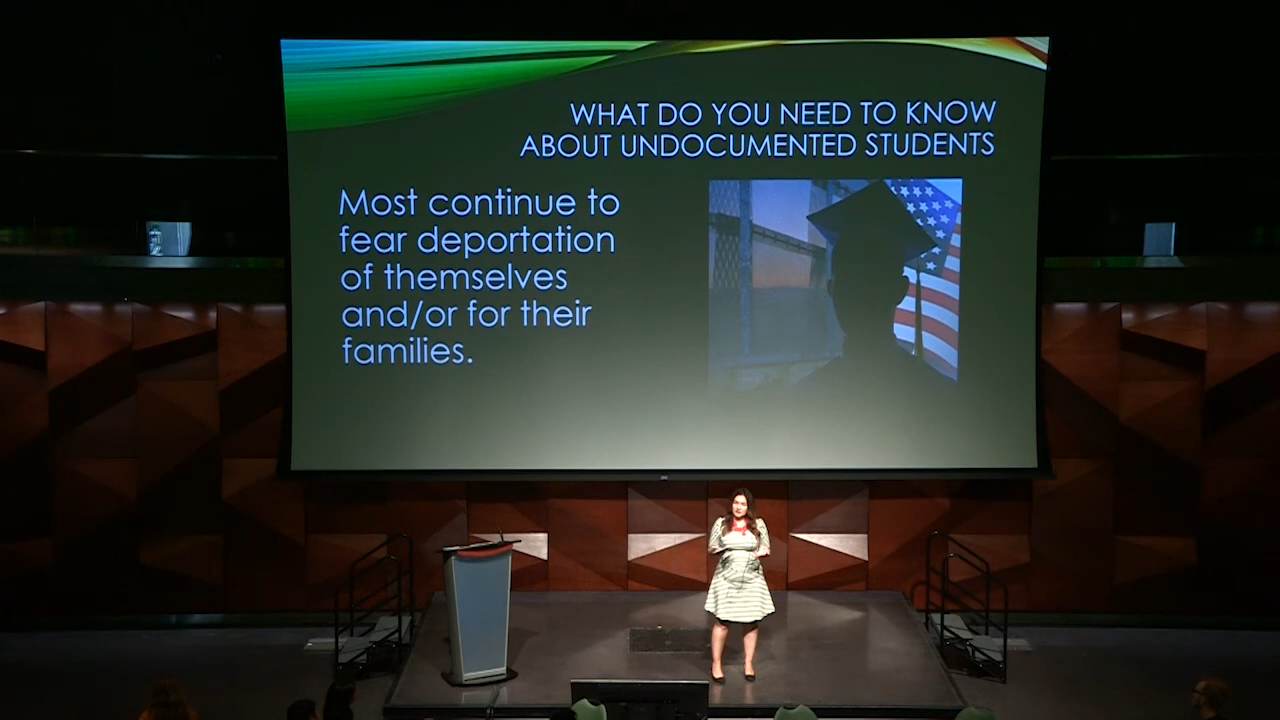 WHAT DO YOU NEED TO KNOW
ABOUT UNDOCUMENTED STUDENTS
Most continue to
fear deportation
of themselves
and/or for their
families.